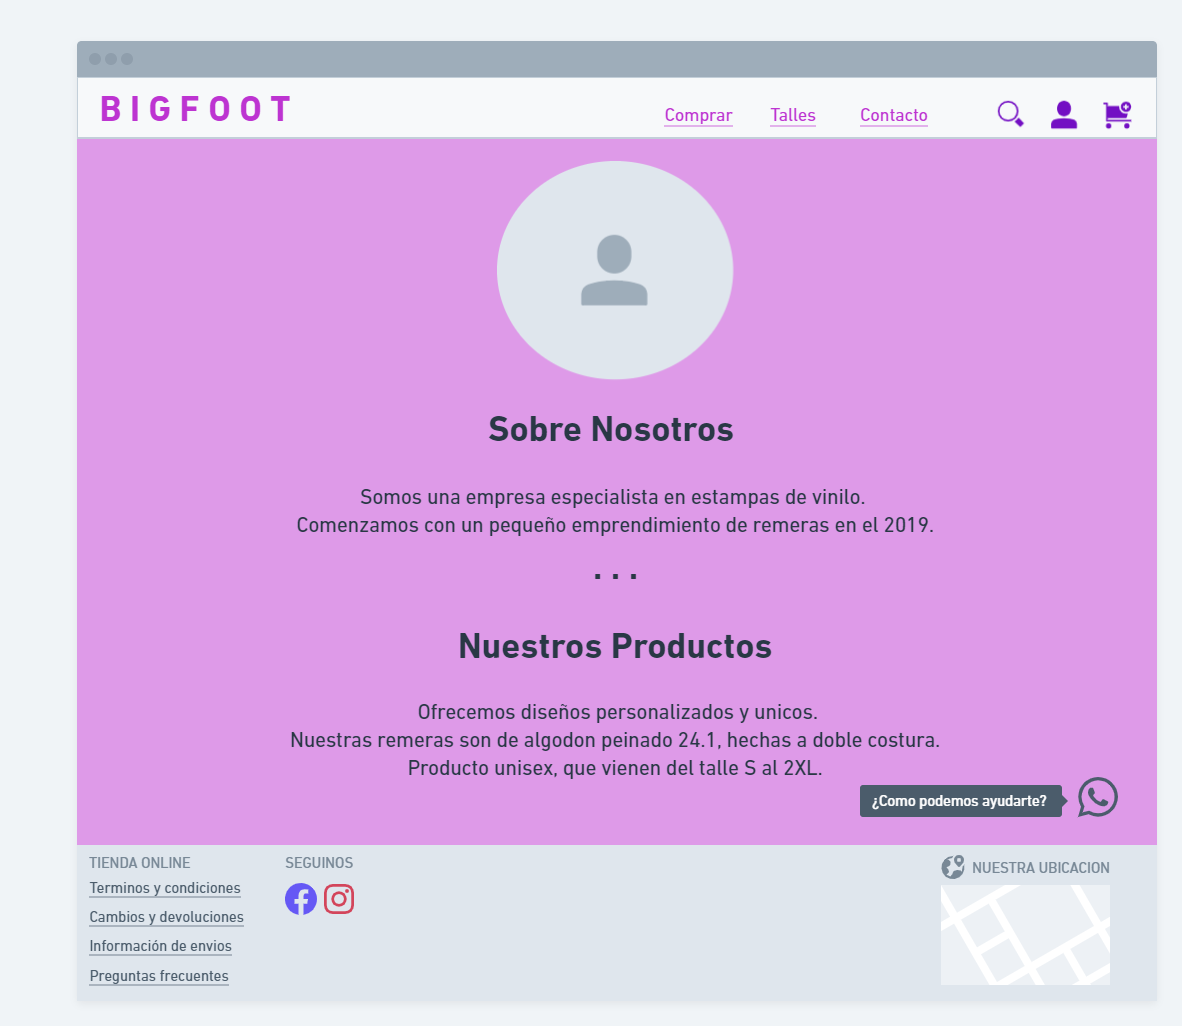 BIGFOOT
Comprar Talles Contacto
Sobre Nosotros
Somos una empresa especialista en estampas de vinilo.
Comenzamos con un pequeño emprendimiento de remeras en el 2019.
. . .
Nuestros Productos
Ofrecemos diseños personalizados y unicos.
Nuestras remeras son de algodon peinado 24.1, hechas a doble costura.
Producto unisex, que vienen del talle S al 2XL.
¿Como podemos ayudarte?
TIENDA ONLINE
Terminos y condiciones
Cambios y devoluciones
Información de envios
Preguntas frecuentes
SEGUINOS
NUESTRA UBICACION